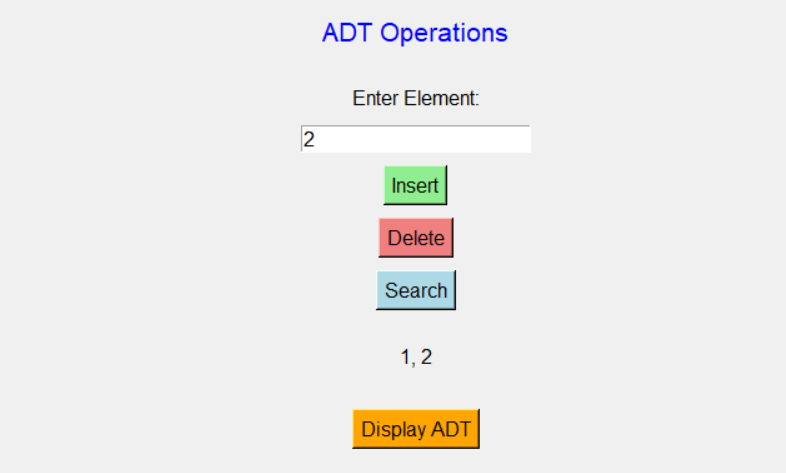 ADT Operations
Enter Element:
2
Insert
Delete
Search
1, 2
Display ADT